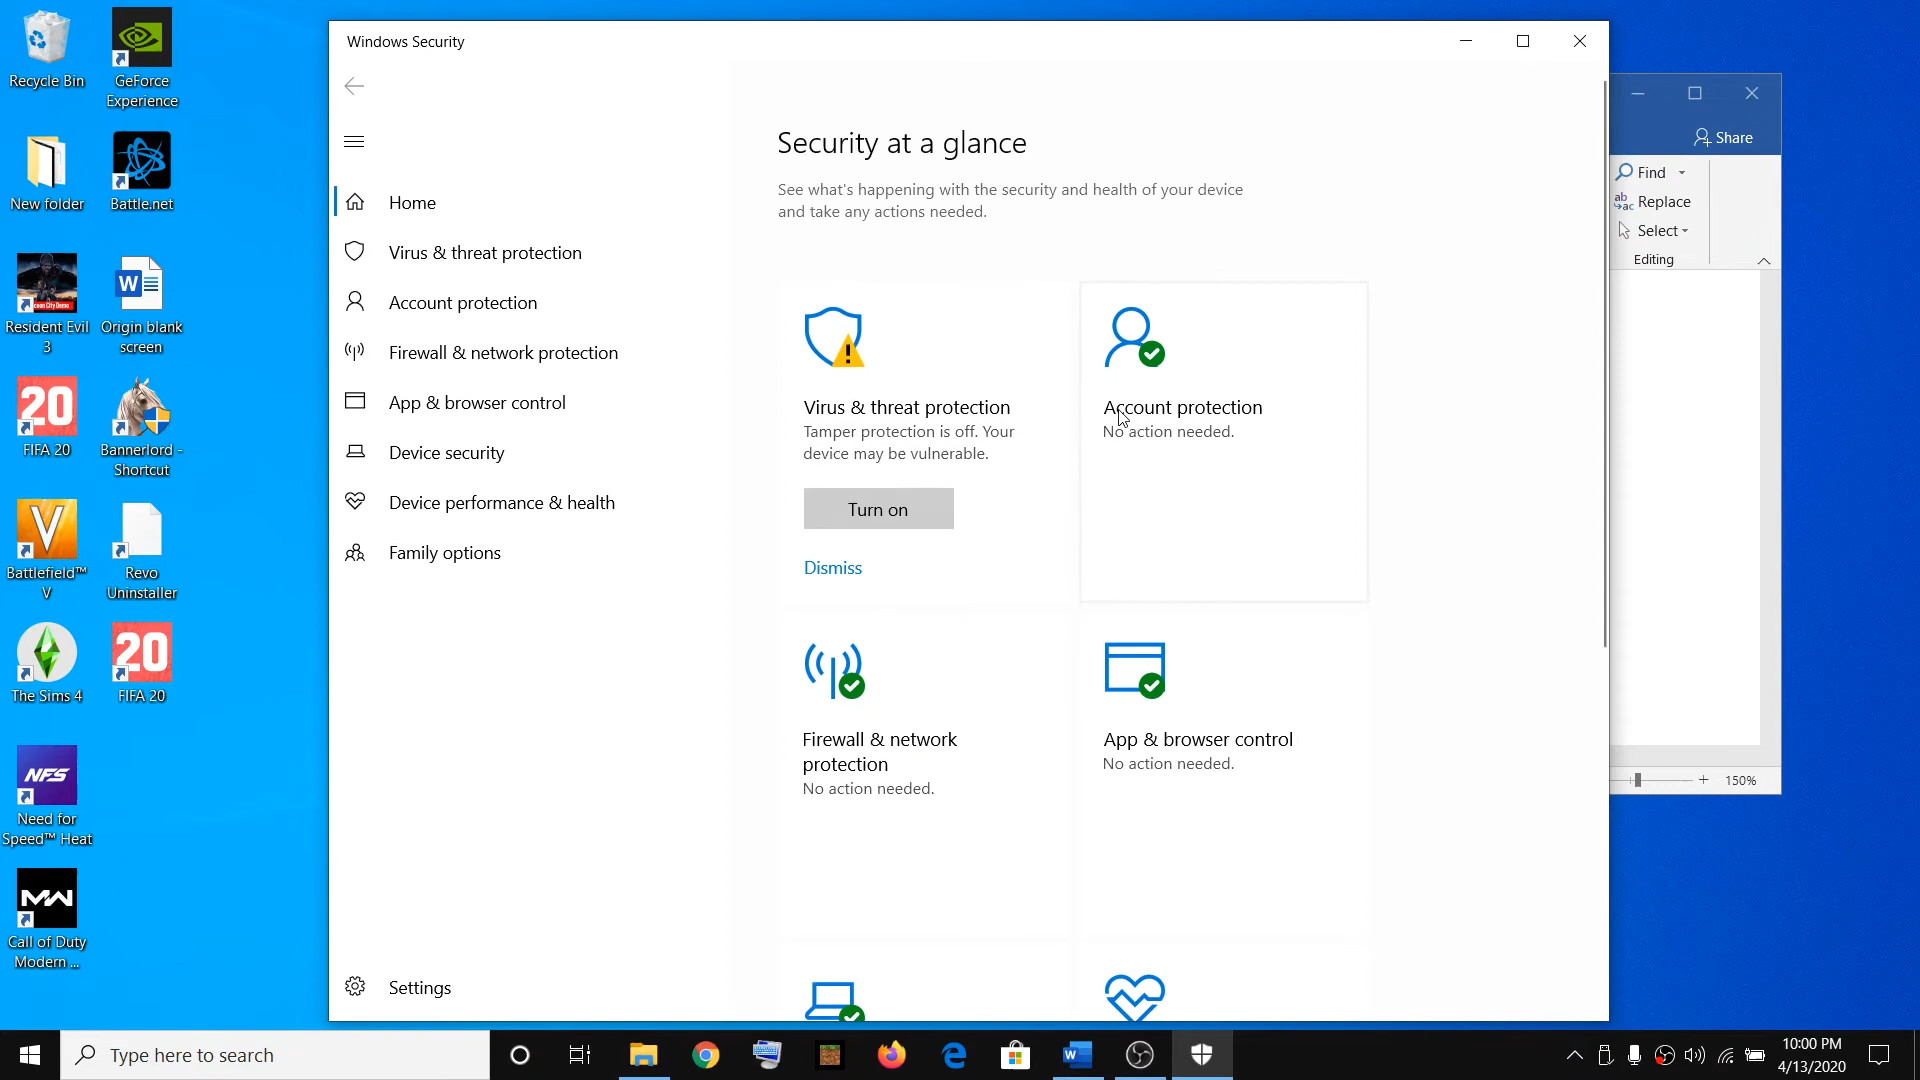 Recycle Bin
GeForce
Experience
New folder
Battle.net
Resident Evil
3
Origin blank
screen
FIFA 20
Bannerlord -
Shortcut
Battlefield™
V
Revo
Uninstaller
The Sims 4
FIFA 20
Need for
Speed™ Heat
Call of Duty
Modern ...
20
20
NFS
MW
W
V
Windows Security
Home
Virus & threat protection
Account protection
Firewall & network protection
App & browser control
Device security
Device performance & health
Family options
Settings
Security at a glance
See what's happening with the security and health of your device
and take any actions needed.
Virus & threat protection
Tamper protection is off. Your
device may be vulnerable.
Turn on
Dismiss
Account protection
No action needed.
Firewall & network
protection
No action needed.
App & browser control
No action needed.
Share
Find
Replace
Select
Editing
150%
Type here to search
10:00 PM
4/13/2020